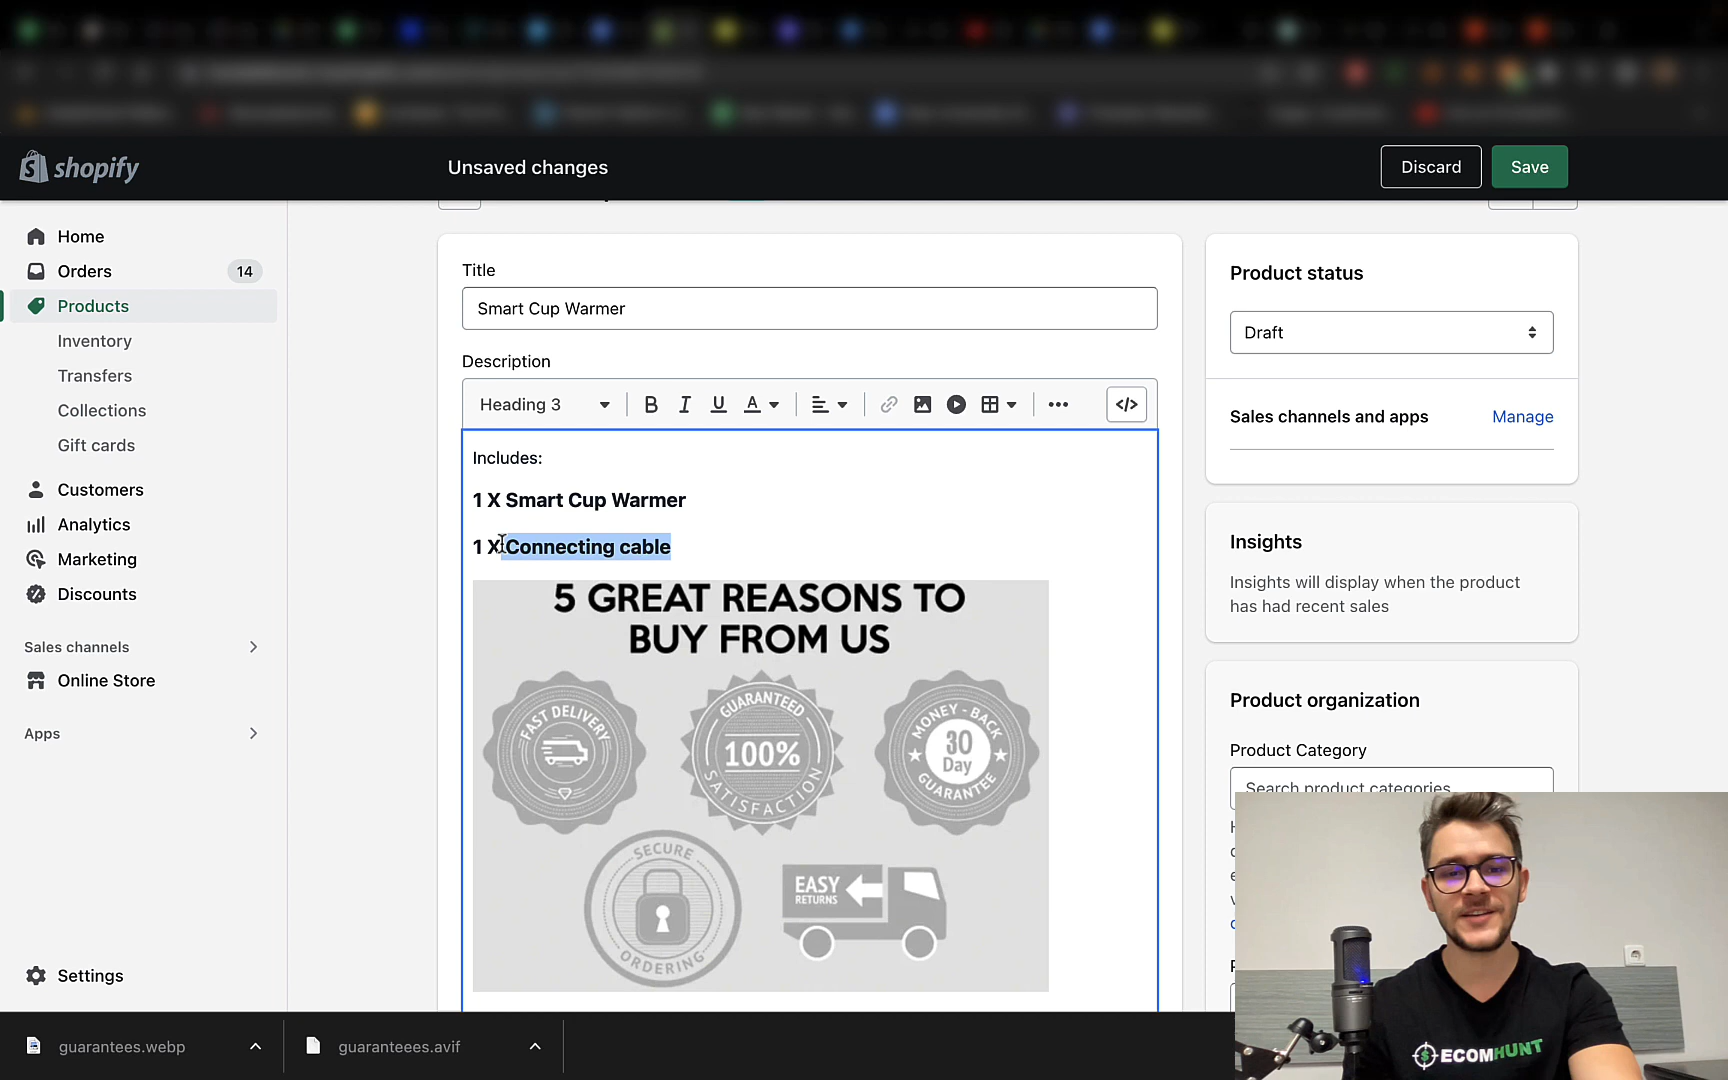 shopify
Unsaved changes
Discard
Save
Home
Orders
14
Products
Inventory
Transfers
Collections
Gift cards
Customers
Analytics
Marketing
Discounts
Sales channels
Online Store
Apps
Settings
Title
Smart Cup Warmer
Description
Heading 3
B
I
U
A
</>
Includes:
1 X Smart Cup Warmer
1 X Connecting cable
5 GREAT REASONS TO
BUY FROM US
FAST DELIVERY
GUARANTEED
100%
SATISFACTION
MONEY - BACK
30
Day
GUARANTEE
SECURE
ORDERING
EASY
RETURNS
Product status
Draft
Sales channels and apps
Manage
Insights
Insights will display when the product
has had recent sales
Product organization
Product Category
Search product categories
ECOMHUNT
guarantees.webp
guaranteees.avif